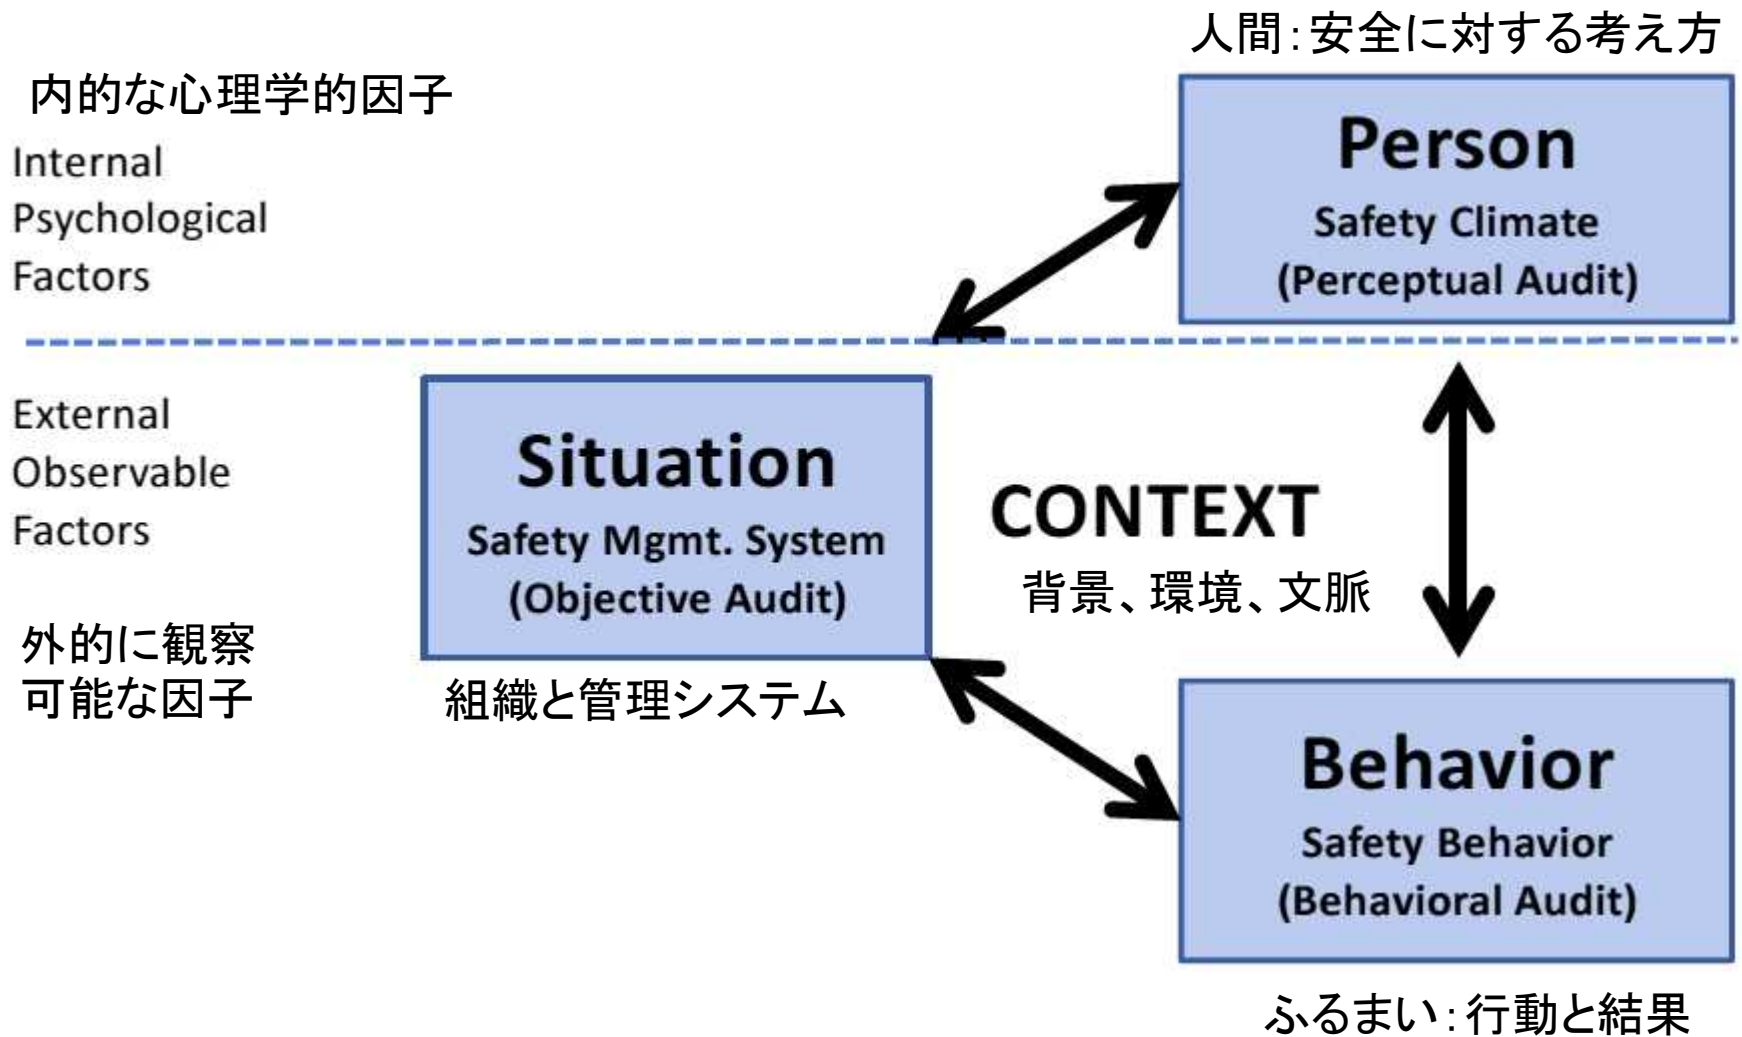 人間：安全に対する考え方
内的な心理学的因子
Internal
Psychological
Factors
Person
Safety Climate
(Perceptual Audit)
External
Observable
Factors
外的に観察
可能な因子
Situation
Safety Mgmt. System
(Objective Audit)
組織と管理システム
CONTEXT
背景、環境、文脈
Behavior
Safety Behavior
(Behavioral Audit)
ふるまい：行動と結果